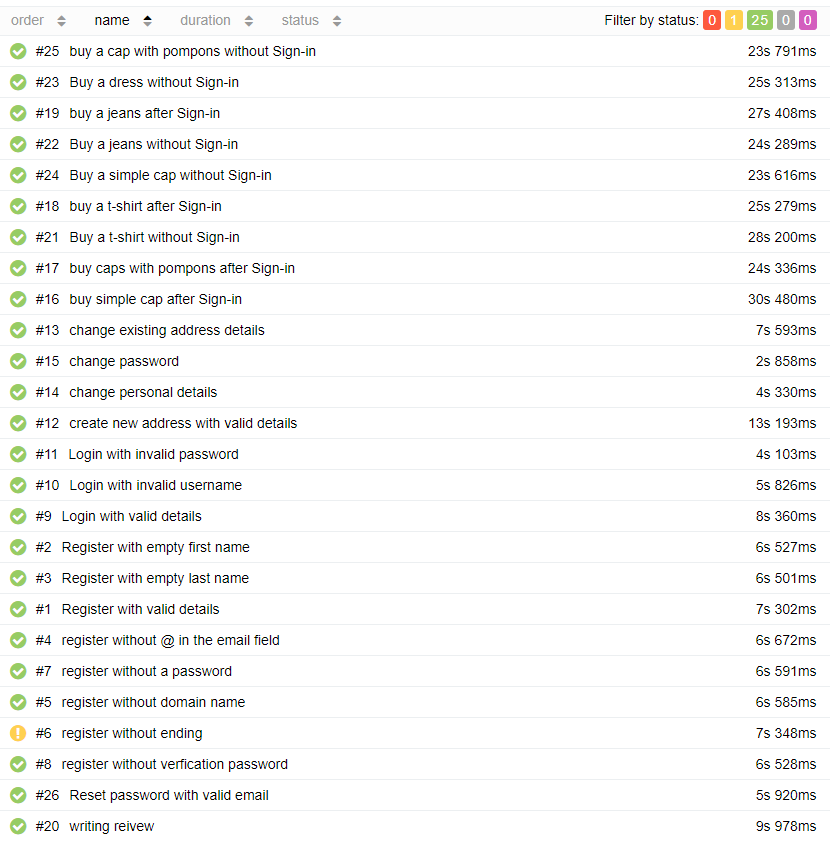 order name duration status Filter by status: 0 1 25 0 0
#25 buy a cap with pompons without Sign-in 23s 791ms
#23 Buy a dress without Sign-in 25s 313ms
#19 buy a jeans after Sign-in 27s 408ms
#22 Buy a jeans without Sign-in 24s 289ms
#24 Buy a simple cap without Sign-in 23s 616ms
#18 buy a t-shirt after Sign-in 25s 279ms
#21 Buy a t-shirt without Sign-in 28s 200ms
#17 buy caps with pompons after Sign-in 24s 336ms
#16 buy simple cap after Sign-in 30s 480ms
#13 change existing address details 7s 593ms
#15 change password 2s 858ms
#14 change personal details 4s 330ms
#12 create new address with valid details 13s 193ms
#11 Login with invalid password 4s 103ms
#10 Login with invalid username 5s 826ms
#9 Login with valid details 8s 360ms
#2 Register with empty first name 6s 527ms
#3 Register with empty last name 6s 501ms
#1 Register with valid details 7s 302ms
#4 register without @ in the email field 6s 672ms
#7 register without a password 6s 591ms
#5 register without domain name 6s 585ms
#6 register without ending 7s 348ms
#8 register without verfication password 6s 528ms
#26 Reset password with valid email 5s 920ms
#20 writing reivew 9s 978ms